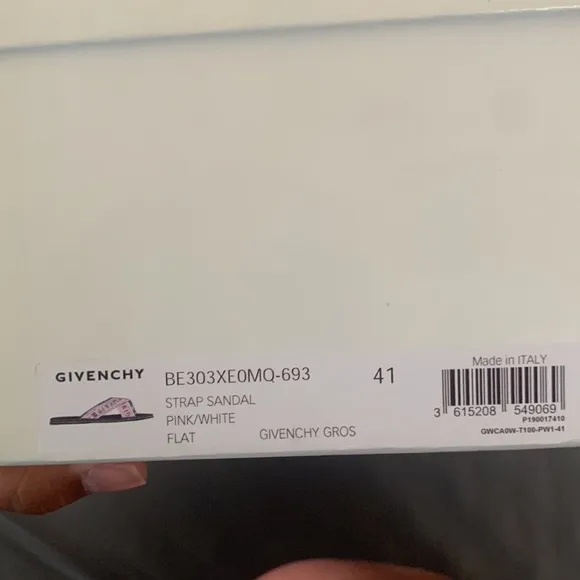 GIVENCHY
BE303XE0MQ-693
41
STRAP SANDAL
PINK/WHITE
FLAT
GIVENCHY GROS
Made in ITALY
3 615208 549069
P190017410
GWCA0W-T100-PW1-41